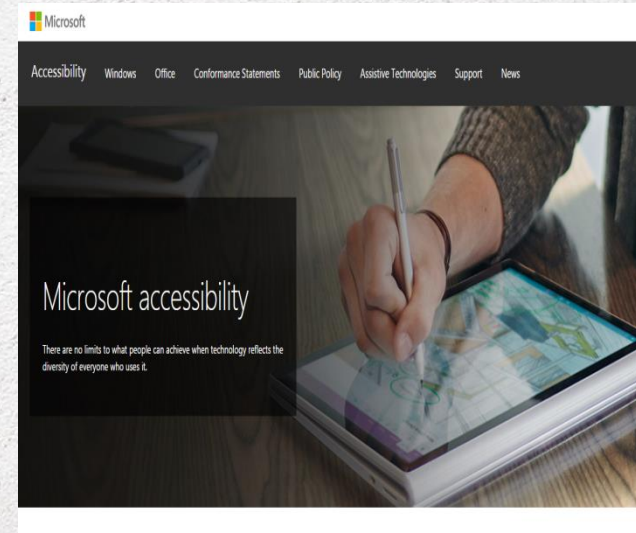 Microsoft
Accessibility Windows Office Conformance Statements Public Policy Assistive Technologies Support News
Microsoft accessibility
There are no limits to what people can achieve when technology reflects the
diversity of everyone who uses it.